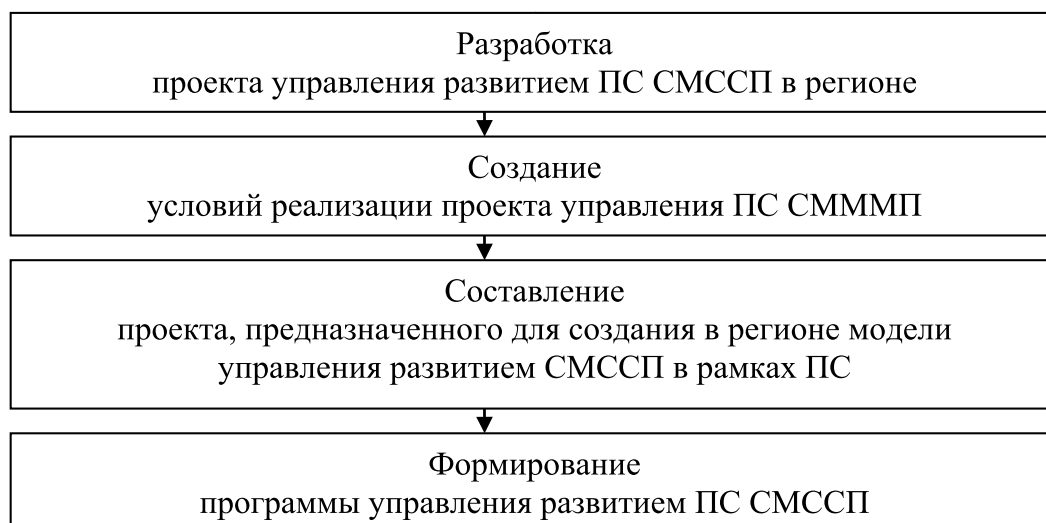 Разработка
проекта управления развитием ПС СМССП в регионе
Создание
условий реализации проекта управления ПС СМММП
Составление
проекта, предназначенного для создания в регионе модели
управления развитием СМССП в рамках ПС
Формирование
программы управления развитием ПС СМССП